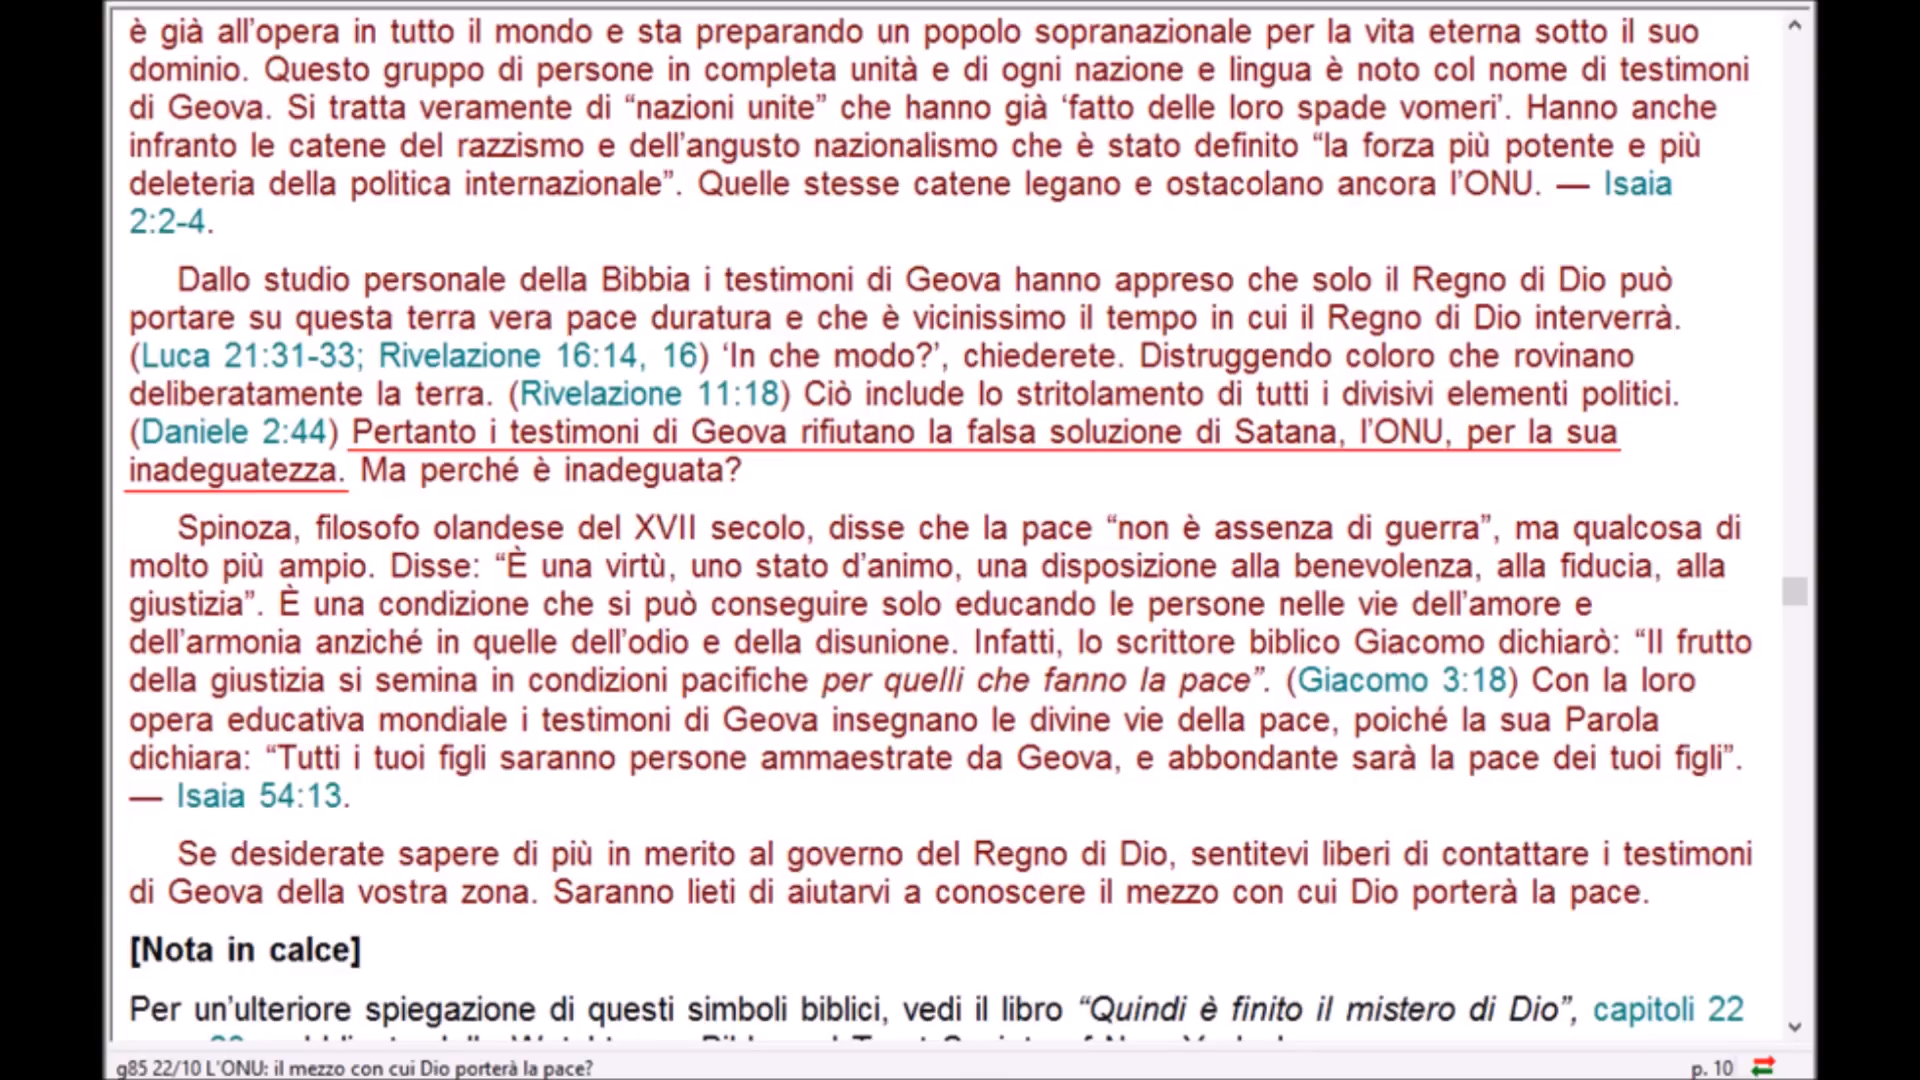 è già all’opera in tutto il mondo e sta preparando un popolo sopranazionale per la vita eterna sotto il suo
dominio. Questo gruppo di persone in completa unità e di ogni nazione e lingua è noto col nome di testimoni
di Geova. Si tratta veramente di “nazioni unite” che hanno già ‘fatto delle loro spade vomeri’. Hanno anche
infranto le catene del razzismo e dell’angusto nazionalismo che è stato definito “la forza più potente e più
deleteria della politica internazionale”. Quelle stesse catene legano e ostacolano ancora l’ONU. — Isaia
2:2-4.
Dallo studio personale della Bibbia i testimoni di Geova hanno appreso che solo il Regno di Dio può
portare su questa terra vera pace duratura e che è vicinissimo il tempo in cui il Regno di Dio interverrà.
(Luca 21:31-33; Rivelazione 16:14, 16) ‘In che modo?’, chiederete. Distruggendo coloro che rovinano
deliberatamente la terra. (Rivelazione 11:18) Ciò include lo stritolamento di tutti i divisivi elementi politici.
(Daniele 2:44) Pertanto i testimoni di Geova rifiutano la falsa soluzione di Satana, l’ONU, per la sua
inadeguatezza. Ma perché è inadeguata?
Spinoza, filosofo olandese del XVII secolo, disse che la pace “non è assenza di guerra”, ma qualcosa di
molto più ampio. Disse: “È una virtù, uno stato d’animo, una disposizione alla benevolenza, alla fiducia, alla
giustizia”. È una condizione che si può conseguire solo educando le persone nelle vie dell’amore e
dell’armonia anziché in quelle dell’odio e della disunione. Infatti, lo scrittore biblico Giacomo dichiarò: “Il frutto
della giustizia si semina in condizioni pacifiche per quelli che fanno la pace”. (Giacomo 3:18) Con la loro
opera educativa mondiale i testimoni di Geova insegnano le divine vie della pace, poiché la sua Parola
dichiara: “Tutti i tuoi figli saranno persone ammaestrate da Geova, e abbondante sarà la pace dei tuoi figli”.
— Isaia 54:13.
Se desiderate sapere di più in merito al governo del Regno di Dio, sentitevi liberi di contattare i testimoni
di Geova della vostra zona. Saranno lieti di aiutarvi a conoscere il mezzo con cui Dio porterà la pace.
[Nota in calce]
Per un’ulteriore spiegazione di questi simboli biblici, vedi il libro “Quindi è finito il mistero di Dio”, capitoli 22
g85 22/10 L'ONU: il mezzo con cui Dio porterà la pace?
p. 10